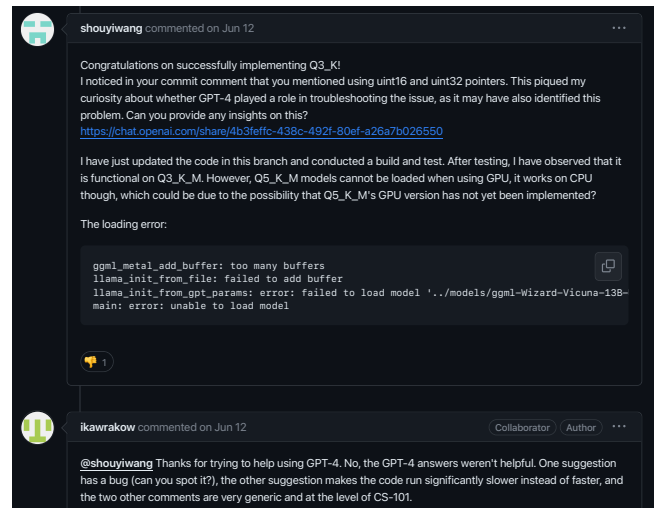 shouyiwang commented on Jun 12
Congratulations on successfully implementing Q3_K!
I noticed in your commit comment that you mentioned using uint16 and uint32 pointers. This piqued my
curiosity about whether GPT-4 played a role in troubleshooting the issue, as it may have also identified this
problem. Can you provide any insights on this?
https://chat.openai.com/share/4b3feffc-438c-492f-80ef-a26a7b026550
I have just updated the code in this branch and conducted a build and test. After testing, I have observed that it
is functional on Q3_K_M. However, Q5_K_M models cannot be loaded when using GPU, it works on CPU
though, which could be due to the possibility that Q5_K_M's GPU version has not yet been implemented?
The loading error:
ggml_metal_add_buffer: too many buffers
llama_init_from_file: failed to add buffer
llama_init_from_gpt_params: error: failed to load model '../models/ggml-Wizard-Vicuna-13B-
main: error: unable to load model
1
ikawrakow commented on Jun 12 Collaborator Author
@shouyiwang Thanks for trying to help using GPT-4. No, the GPT-4 answers weren't helpful. One suggestion
has a bug (can you spot it?), the other suggestion makes the code run significantly slower instead of faster, and
the two other comments are very generic and at the level of CS-101.